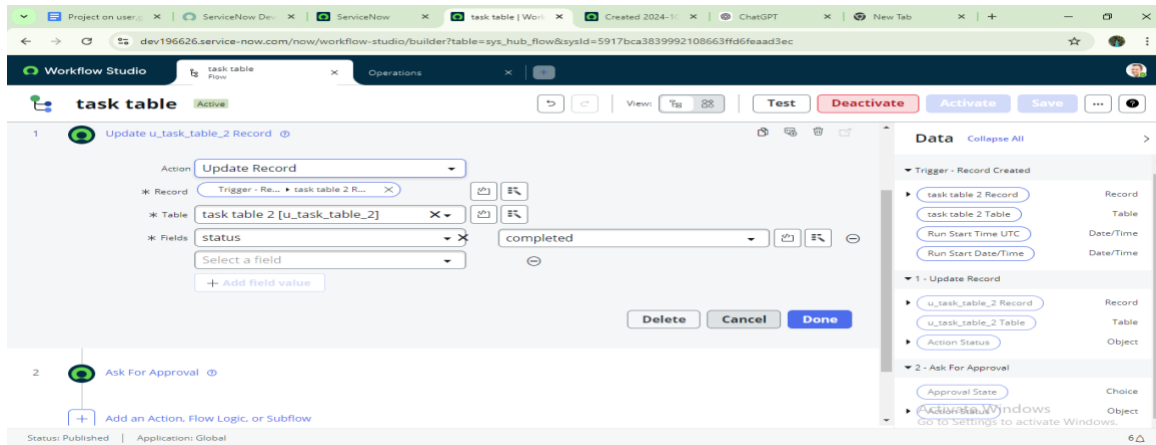 Project on user,g
ServiceNow Dev
ServiceNow
task table | Work
Created 2024-10
ChatGPT
New Tab
dev196626.service-now.com/now/workflow-studio/builder?table=sys_hub_flow&sysId=5917bca3839992108663ffd6feaad3ec
Workflow Studio
task table
Flow
Operations
task table Active
View:
Test
Deactivate
Activate
Save
1 Update u_task_table_2 Record
Action Update Record
* Record Trigger - Re... ▸ task table 2 R...
* Table task table 2 [u_task_table_2]
* Fields status completed
Select a field
+ Add field value
Delete Cancel Done
2 Ask For Approval
Add an Action, Flow Logic, or Subflow
Data Collapse All
Trigger - Record Created
task table 2 Record Record
task table 2 Table Table
Run Start Time UTC Date/Time
Run Start Date/Time Date/Time
1 - Update Record
u_task_table_2 Record Record
u_task_table_2 Table Table
Action Status Object
2 - Ask For Approval
Approval State Choice
Action Status Object
Activate Windows
Go to Settings to activate Windows.
Status: Published | Application: Global
6